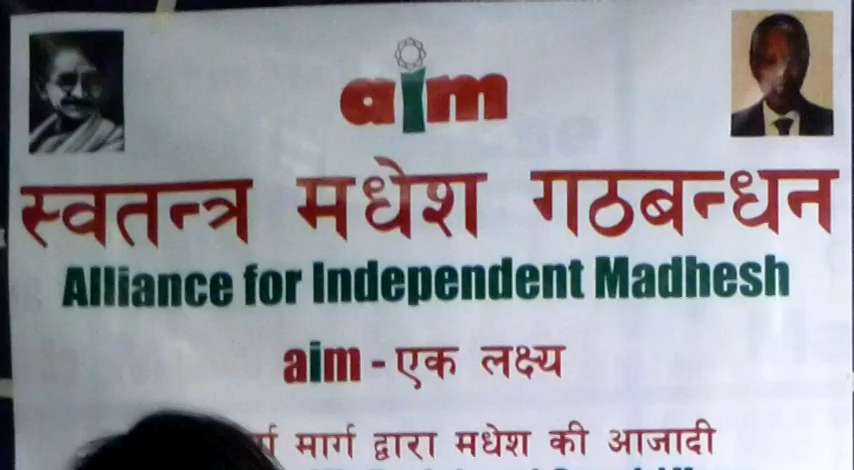 aim
स्वतन्त्र मधेश गठबन्धन
Alliance for Independent Madhesh
aim - एक लक्ष्य
मार्ग द्वारा मधेश की आजादी